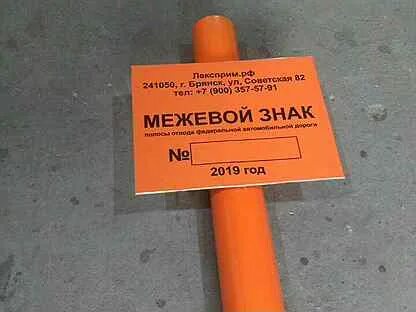 Лексприм.рф
241050, г. Брянск, ул. Советская 82
тел: +7 (900) 357-57-91
МЕЖЕВОЙ ЗНАК
полосы отвода федеральной автомобильной дороги
№
2019 год